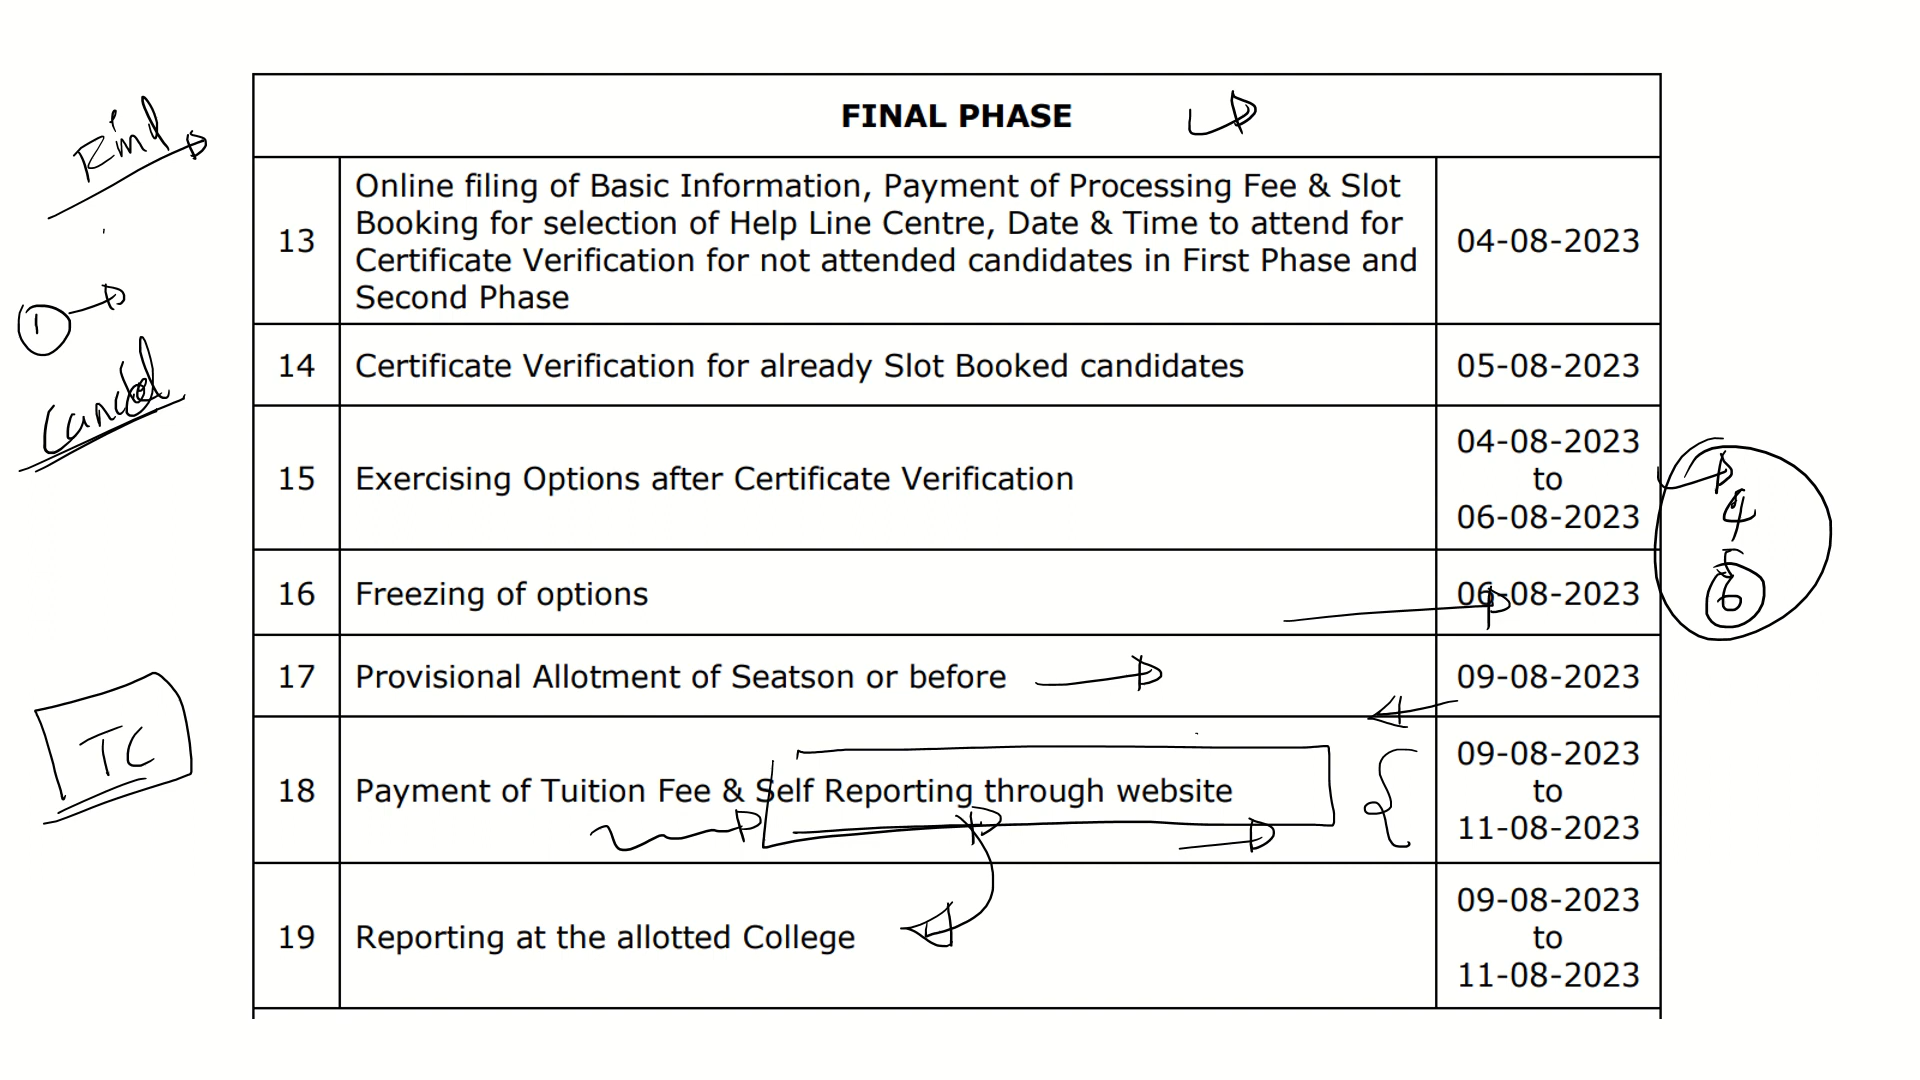 FINAL PHASE
13
Online filing of Basic Information, Payment of Processing Fee & Slot
Booking for selection of Help Line Centre, Date & Time to attend for
Certificate Verification for not attended candidates in First Phase and
Second Phase
04-08-2023
1
14
Certificate Verification for already Slot Booked candidates
05-08-2023
Cancel
15
Exercising Options after Certificate Verification
04-08-2023
to
06-08-2023
4
5
6
16
Freezing of options
06-08-2023
17
Provisional Allotment of Seatson or before
09-08-2023
TC
18
Payment of Tuition Fee & Self Reporting through website
09-08-2023
to
11-08-2023
19
Reporting at the allotted College
09-08-2023
to
11-08-2023